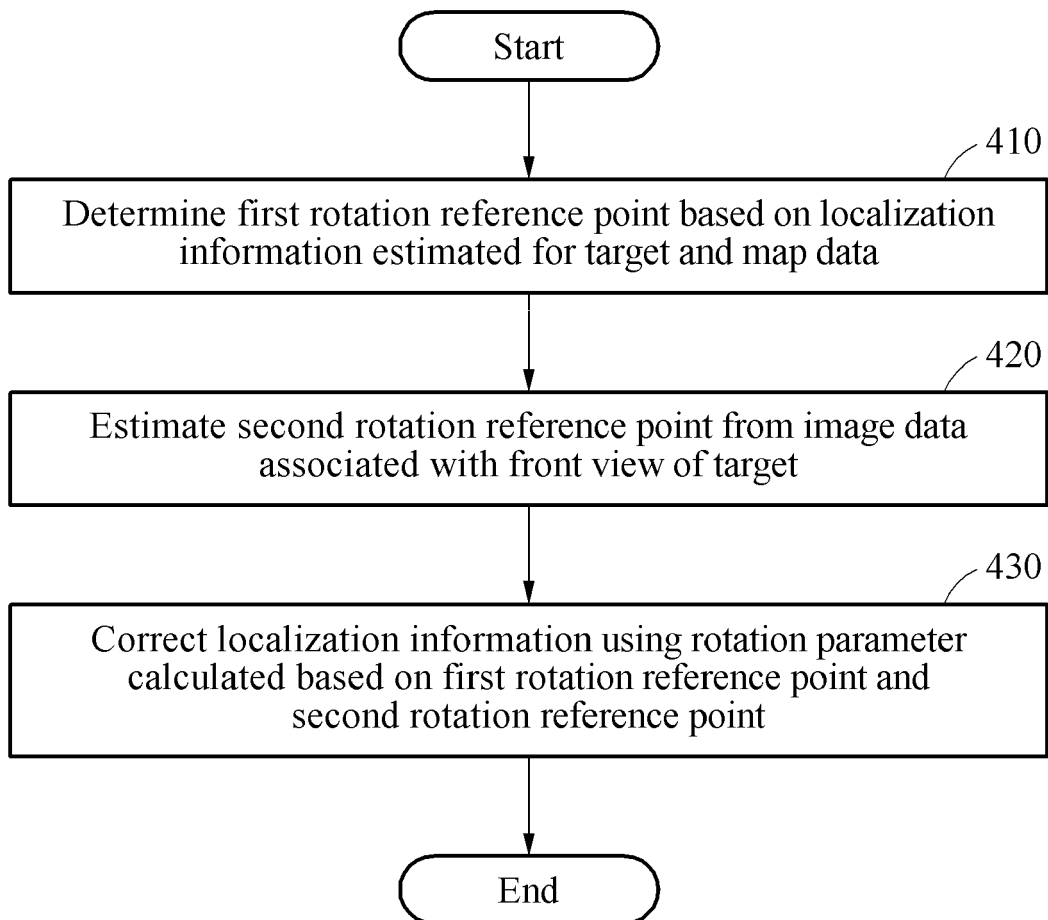 Start
410
Determine first rotation reference point based on localization
information estimated for target and map data
420
Estimate second rotation reference point from image data
associated with front view of target
430
Correct localization information using rotation parameter
calculated based on first rotation reference point and
second rotation reference point
End